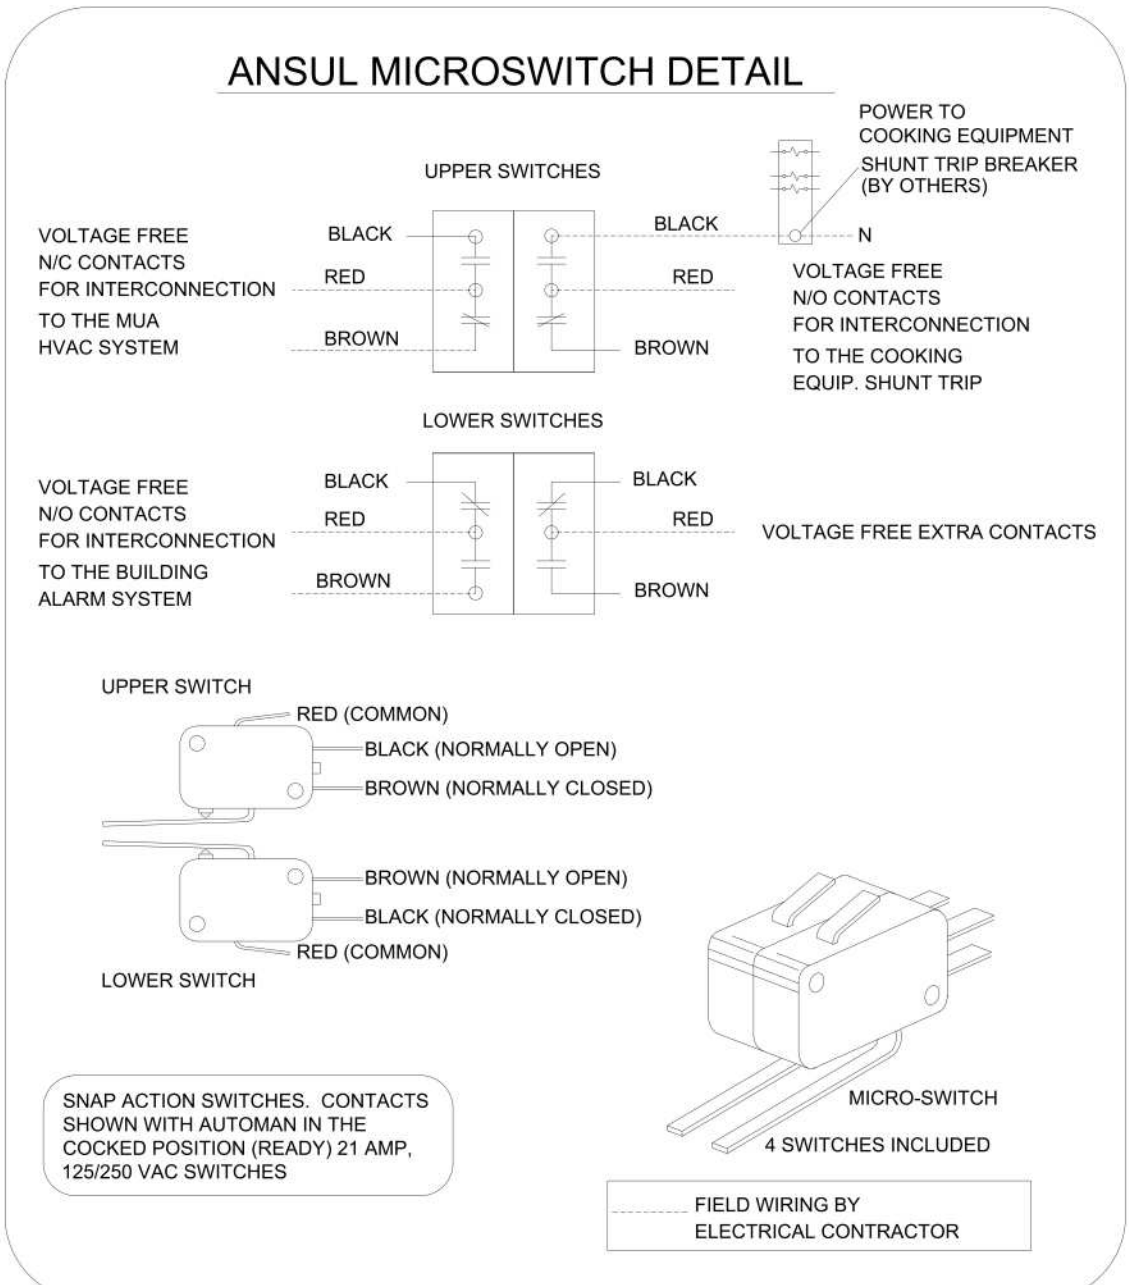 ANSUL MICROSWITCH DETAIL
POWER TO
COOKING EQUIPMENT
SHUNT TRIP BREAKER
(BY OTHERS)
UPPER SWITCHES
VOLTAGE FREE
N/C CONTACTS
FOR INTERCONNECTION
TO THE MUA
HVAC SYSTEM
BLACK
RED
BROWN
BLACK
RED
BROWN
N
VOLTAGE FREE
N/O CONTACTS
FOR INTERCONNECTION
TO THE COOKING
EQUIP. SHUNT TRIP
LOWER SWITCHES
VOLTAGE FREE
N/O CONTACTS
FOR INTERCONNECTION
TO THE BUILDING
ALARM SYSTEM
BLACK
RED
BROWN
BLACK
RED
BROWN
VOLTAGE FREE EXTRA CONTACTS
UPPER SWITCH
RED (COMMON)
BLACK (NORMALLY OPEN)
BROWN (NORMALLY CLOSED)
BROWN (NORMALLY OPEN)
BLACK (NORMALLY CLOSED)
RED (COMMON)
LOWER SWITCH
SNAP ACTION SWITCHES. CONTACTS
SHOWN WITH AUTOMAN IN THE
COCKED POSITION (READY) 21 AMP,
125/250 VAC SWITCHES
MICRO-SWITCH
4 SWITCHES INCLUDED
FIELD WIRING BY
ELECTRICAL CONTRACTOR